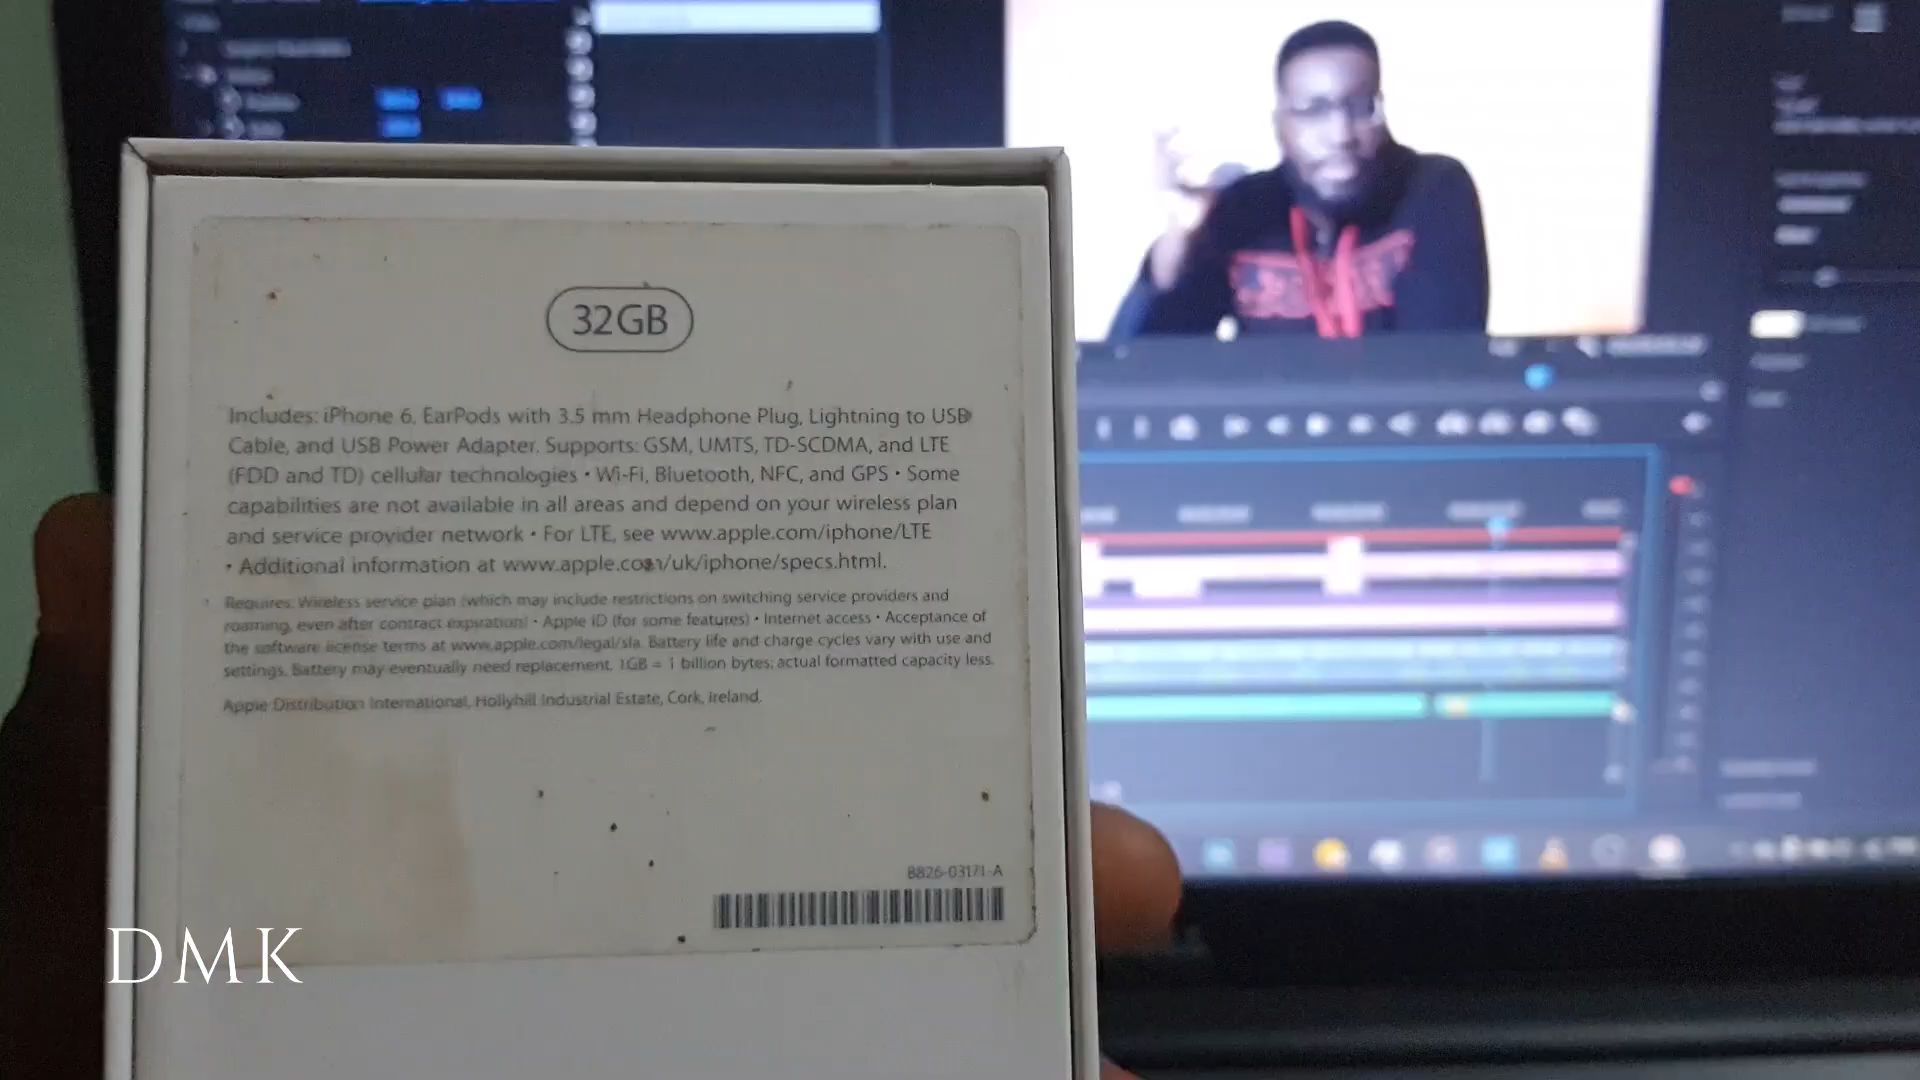 32GB
Includes: iPhone 6, EarPods with 3.5 mm Headphone Plug, Lightning to USB
Cable, and USB Power Adapter. Supports: GSM, UMTS, TD-SCDMA, and LTE
(FDD and TD) cellular technologies • Wi-Fi, Bluetooth, NFC, and GPS • Some
capabilities are not available in all areas and depend on your wireless plan
and service provider network • For LTE, see www.apple.com/iphone/LTE
• Additional information at www.apple.com/uk/iphone/specs.html.
Requires: Wireless service plan (which may include restrictions on switching service providers and
roaming, even after contract expiration) • Apple ID (for some features) • Internet access • Acceptance of
the software license terms at www.apple.com/legal/sla. Battery life and charge cycles vary with use and
settings. Battery may eventually need replacement. 1GB = 1 billion bytes; actual formatted capacity less.
Apple Distribution International, Hollyhill Industrial Estate, Cork, Ireland.
B826-03171-A
DMK